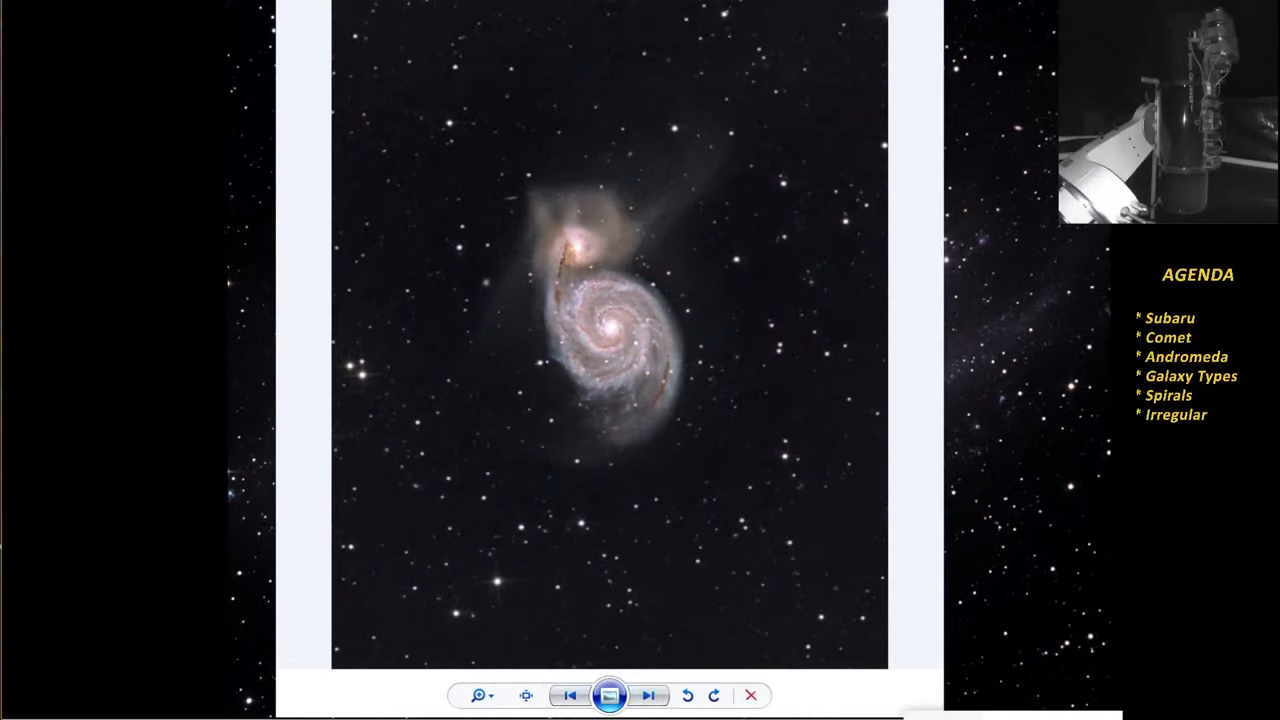 AGENDA
* Subaru
* Comet
* Andromeda
* Galaxy Types
* Spirals
* Irregular